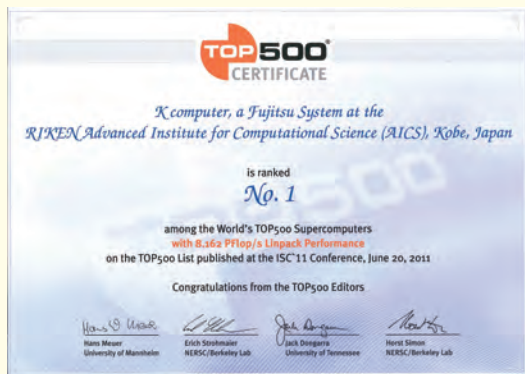 TOP500®
CERTIFICATE
K computer, a Fujitsu System at the
RIKEN Advanced Institute for Computational Science (AICS), Kobe, Japan
is ranked
No. 1
among the World's TOP500 Supercomputers
with 8.162 PFlop/s Linpack Performance
on the TOP500 List published at the ISC'11 Conference, June 20, 2011
Congratulations from the TOP500 Editors
Hans Meuer
University of Mannheim
Erich Strohmaier
NERSC/Berkeley Lab
Jack Dongarra
University of Tennessee
Horst Simon
NERSC/Berkeley Lab